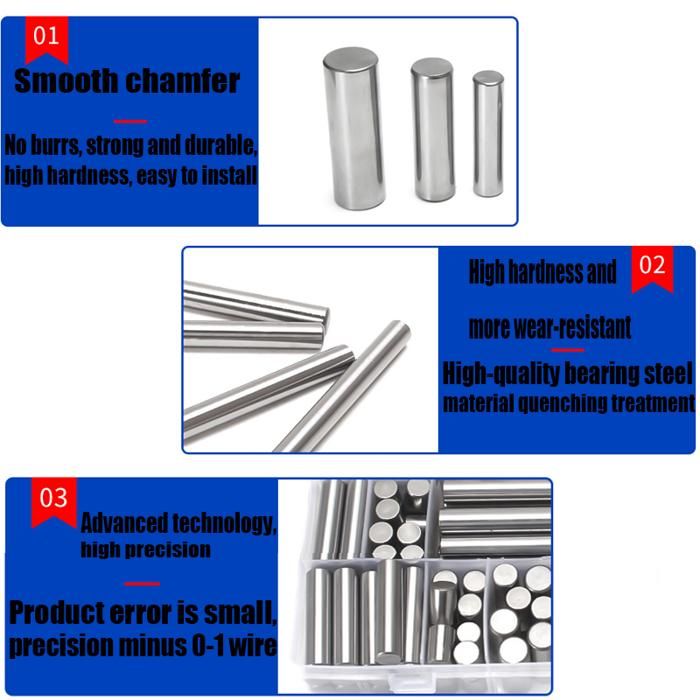 01
Smooth chamfer
No burrs, strong and durable,
high hardness, easy to install
02
High hardness and
more wear-resistant
High-quality bearing steel
material quenching treatment
03
Advanced technology,
high precision
Product error is small,
precision minus 0-1 wire